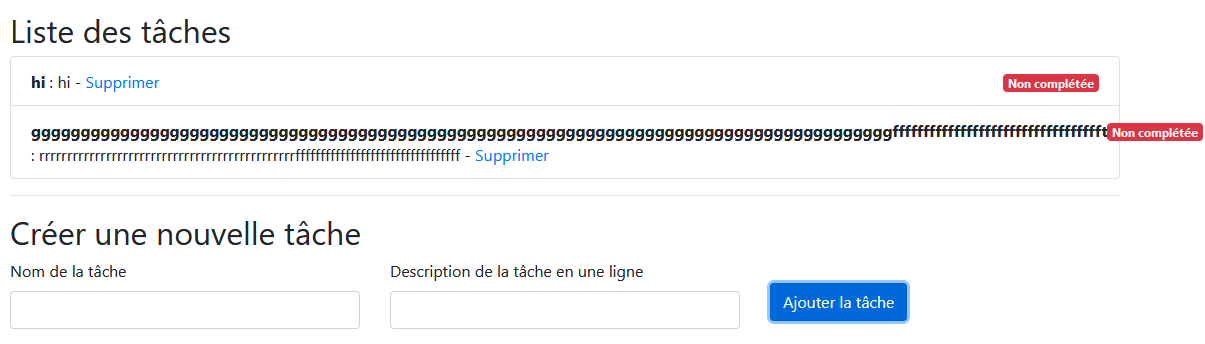 Liste des tâches
hi : hi - Supprimer
Non complétée
Non complétée
: - Supprimer
Créer une nouvelle tâche
Nom de la tâche
Description de la tâche en une ligne
Ajouter la tâche